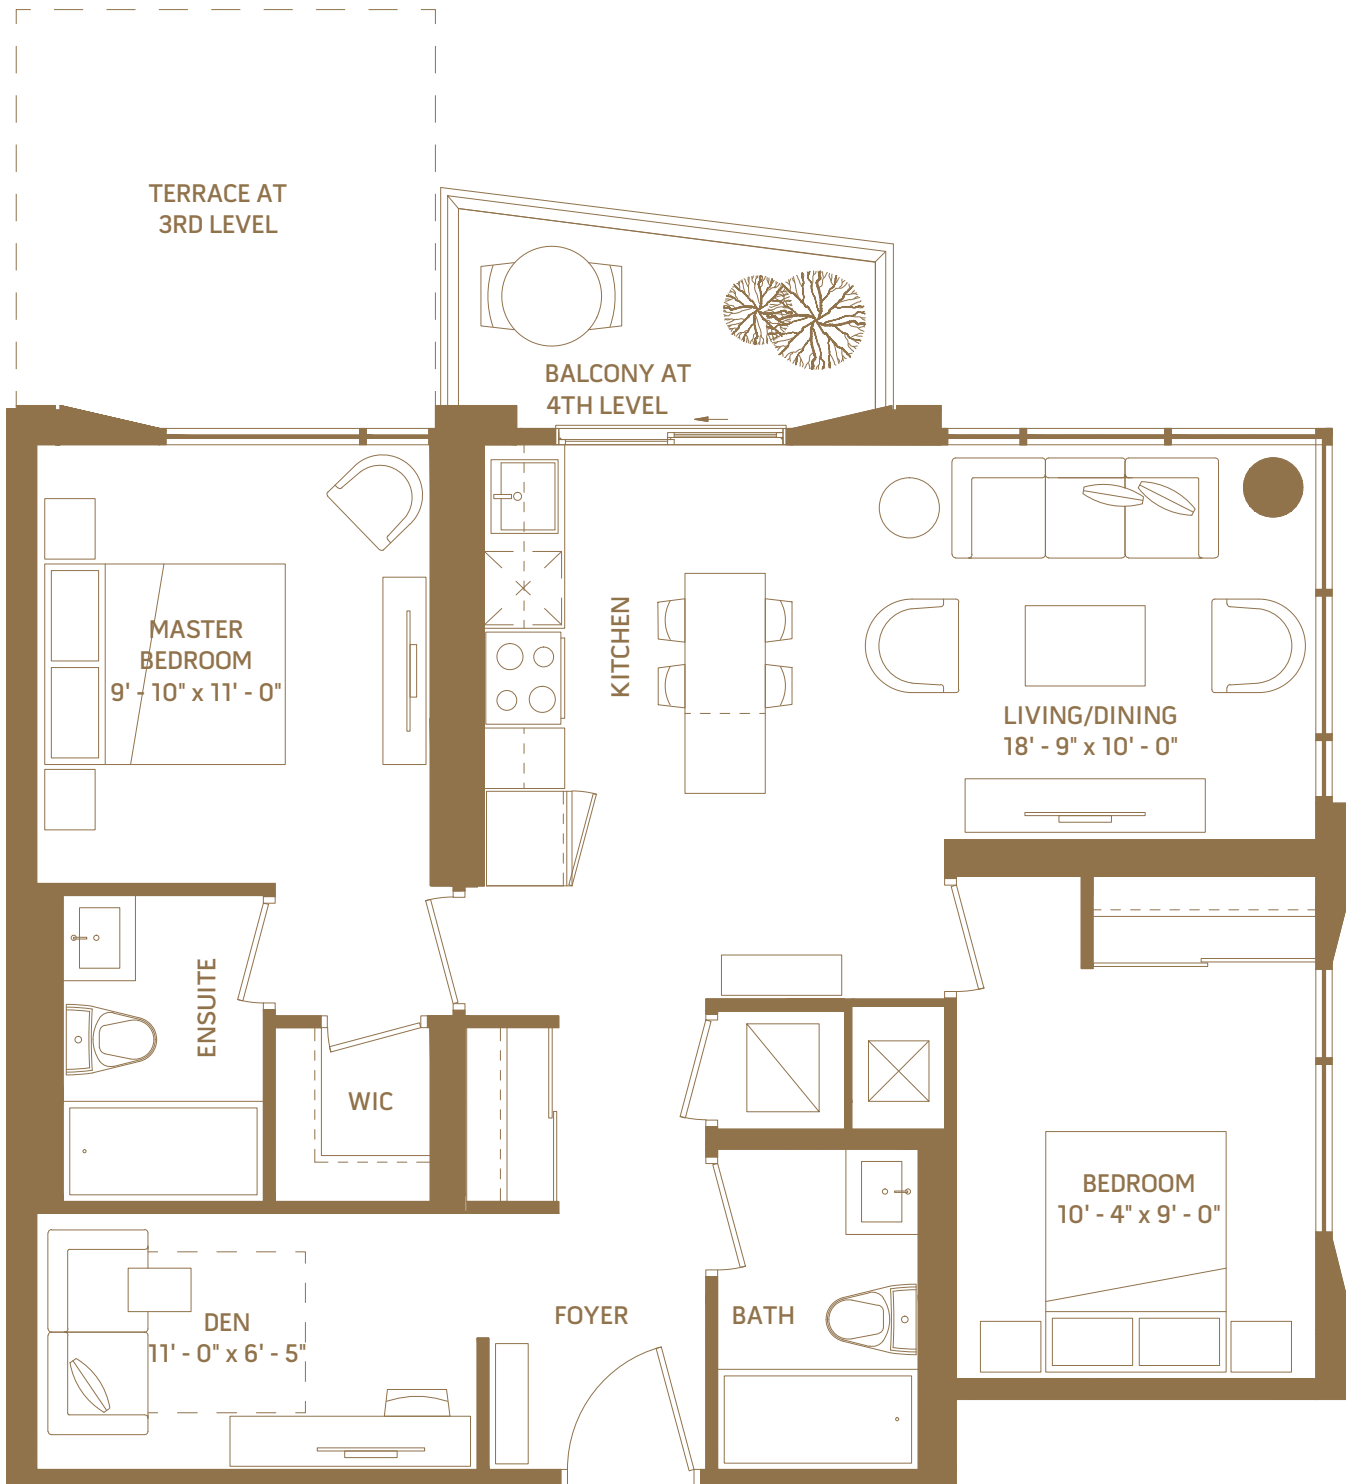 TERRACE AT
3RD LEVEL
BALCONY AT
4TH LEVEL
MASTER
BEDROOM
9' - 10" x 11' - 0"
KITCHEN
LIVING/DINING
18' - 9" x 10' - 0"
ENSUITE
WIC
BEDROOM
10' - 4" x 9' - 0"
DEN
11' - 0" x 6' - 5"
FOYER
BATH